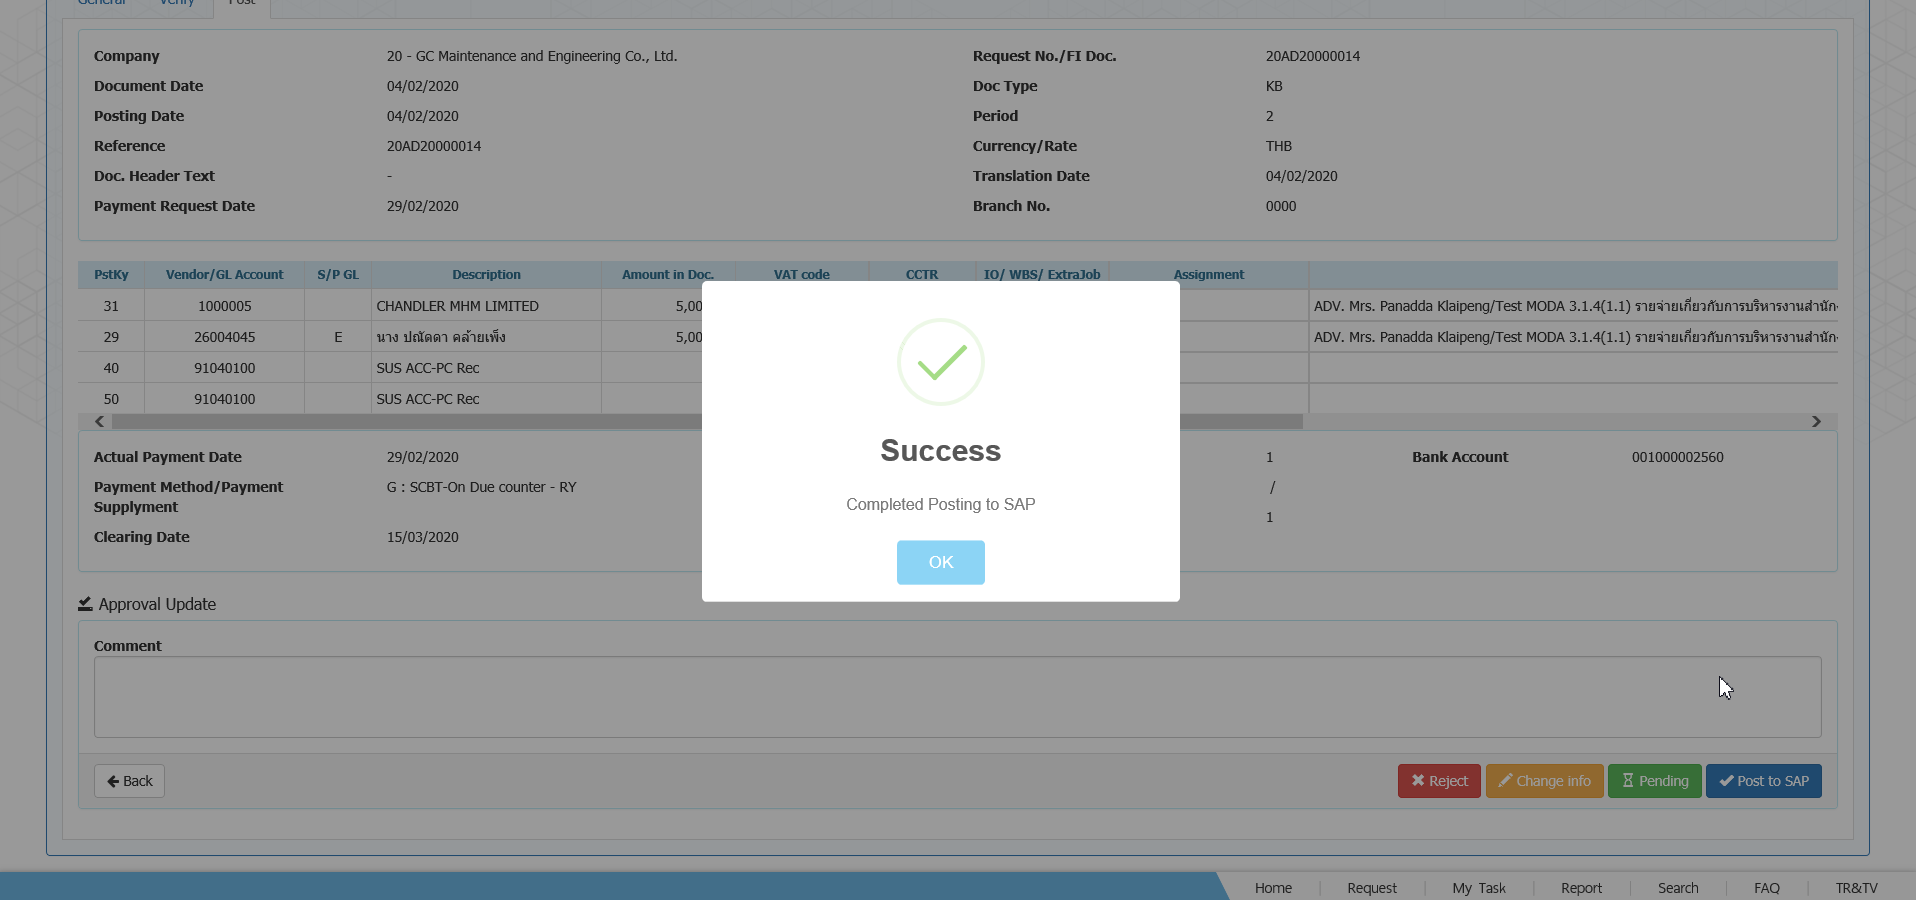 General Verify Post
Company 20 - GC Maintenance and Engineering Co., Ltd. Request No./FI Doc. 20AD20000014
Document Date 04/02/2020 Doc Type KB
Posting Date 04/02/2020 Period 2
Reference 20AD20000014 Currency/Rate THB
Doc. Header Text - Translation Date 04/02/2020
Payment Request Date 29/02/2020 Branch No. 0000
PstKy Vendor/GL Account S/P GL Description Amount in Doc. VAT code CCTR IO/ WBS/ ExtraJob Assignment
31 1000005 CHANDLER MHM LIMITED 5,00 ADV. Mrs. Panadda Klaipeng/Test MODA 3.1.4(1.1) รายจ่ายเกี่ยวกับการบริหารงานสำนัก
29 26004045 E นาง ปณัดดา คล้ายเพ็ง 5,00 ADV. Mrs. Panadda Klaipeng/Test MODA 3.1.4(1.1) รายจ่ายเกี่ยวกับการบริหารงานสำนัก
40 91040100 SUS ACC-PC Rec
50 91040100 SUS ACC-PC Rec
Actual Payment Date 29/02/2020 1 Bank Account 001000002560
Payment Method/Payment Supplyment G : SCBT-On Due counter - RY /
1
Clearing Date 15/03/2020
Success
Completed Posting to SAP
OK
Approval Update
Comment
Back Reject Change info Pending Post to SAP
Home Request My Task Report Search FAQ TR&TV